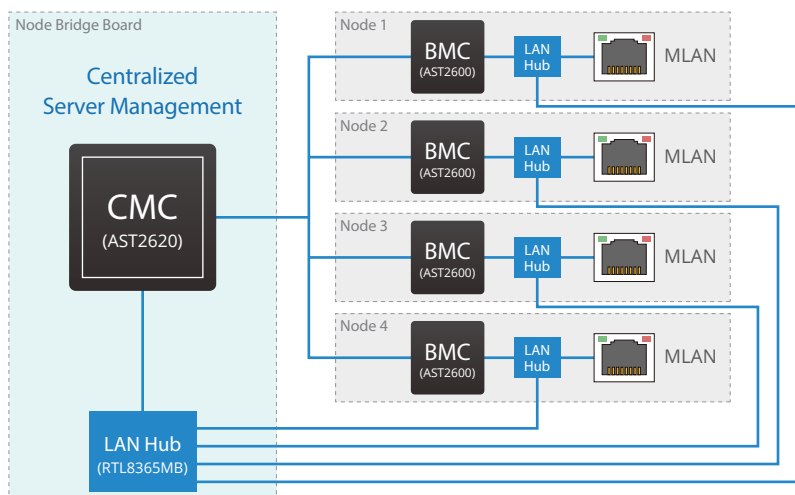 Node Bridge Board
Centralized
Server Management
CMC
(AST2620)
LAN Hub
(RTL8365MB)
Node 1
BMC
(AST2600)
LAN
Hub
MLAN
Node 2
BMC
(AST2600)
LAN
Hub
MLAN
Node 3
BMC
(AST2600)
LAN
Hub
MLAN
Node 4
BMC
(AST2600)
LAN
Hub
MLAN